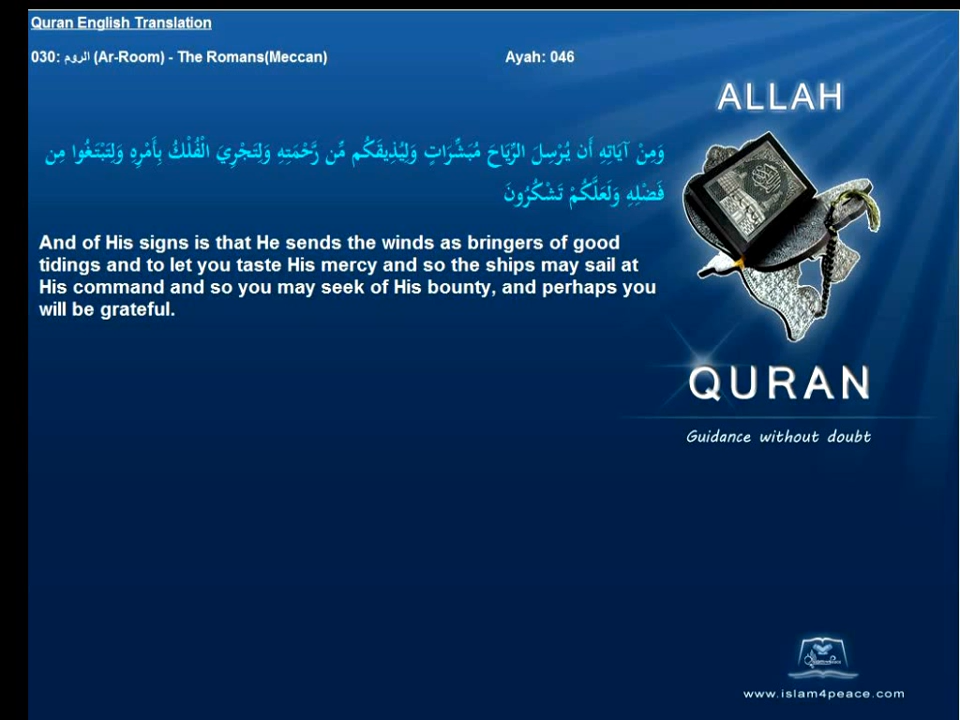 Quran English Translation
030: الروم (Ar-Room) - The Romans(Meccan) Ayah: 046
ALLAH
وَمِنْ آيَاتِهِ أَن يُرْسِلَ الرِّيَاحَ مُبَشِّرَاتٍ وَلِيُذِيقَكُم مِّن رَّحْمَتِهِ وَلِتَجْرِيَ الْفُلْكُ بِأَمْرِهِ وَلِتَبْتَغُوا مِن
فَضْلِهِ وَلَعَلَّكُمْ تَشْكُرُونَ
And of His signs is that He sends the winds as bringers of good
tidings and to let you taste His mercy and so the ships may sail at
His command and so you may seek of His bounty, and perhaps you
will be grateful.
QURAN
Guidance without doubt
www.islam4peace.com